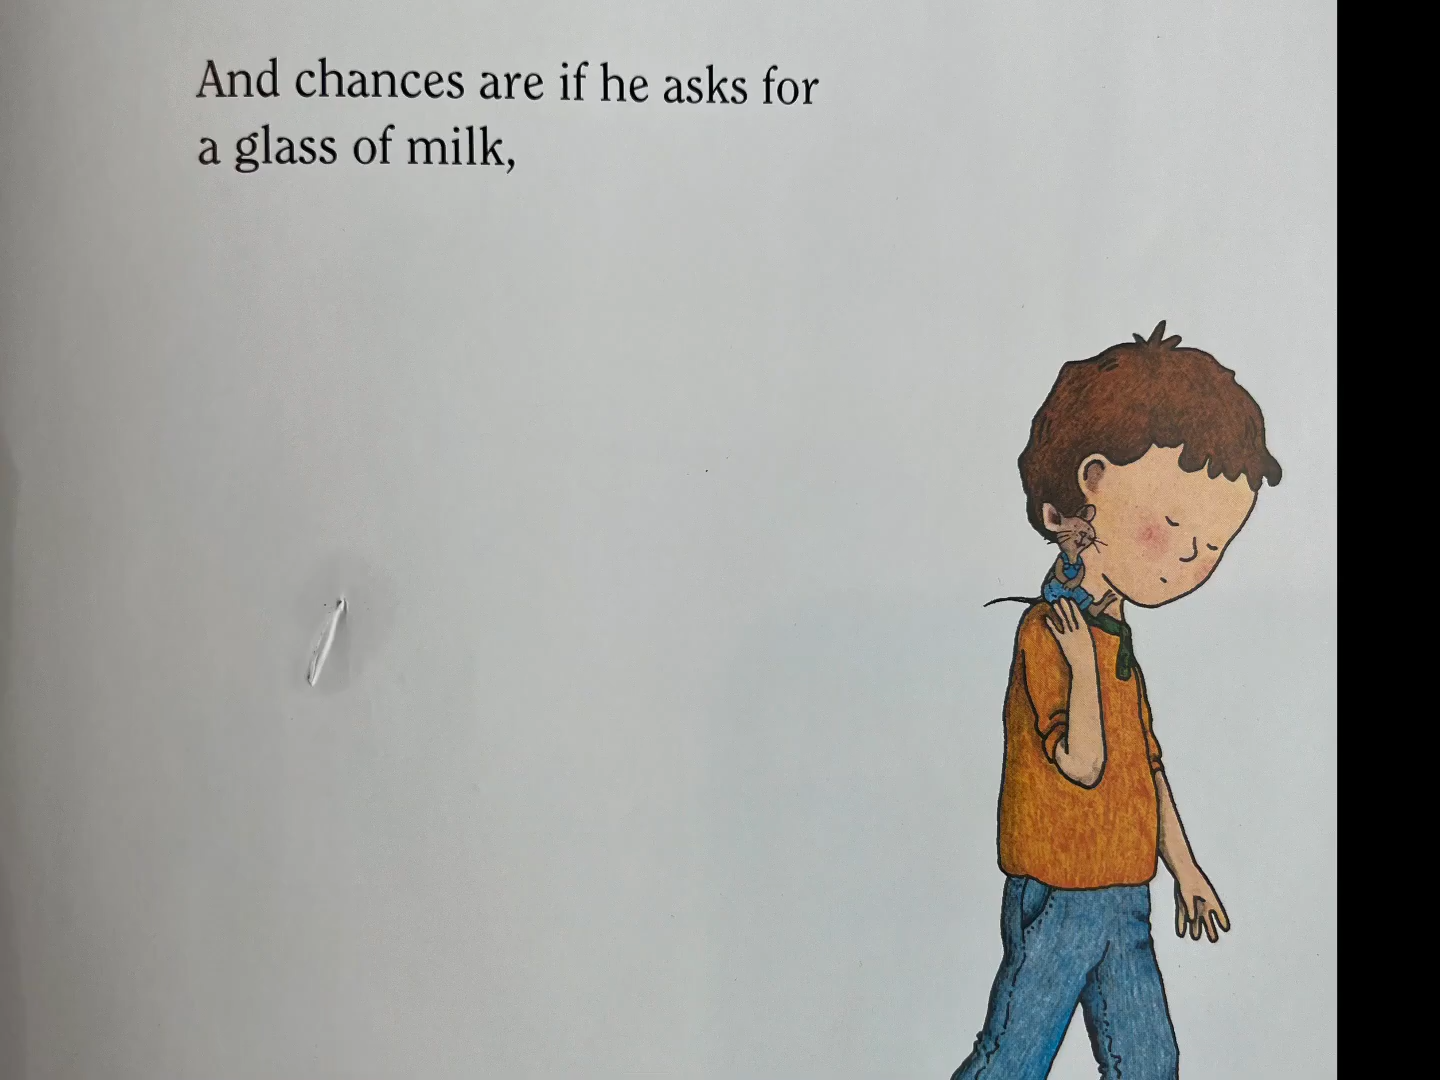 And chances are if he asks for
a glass of milk,